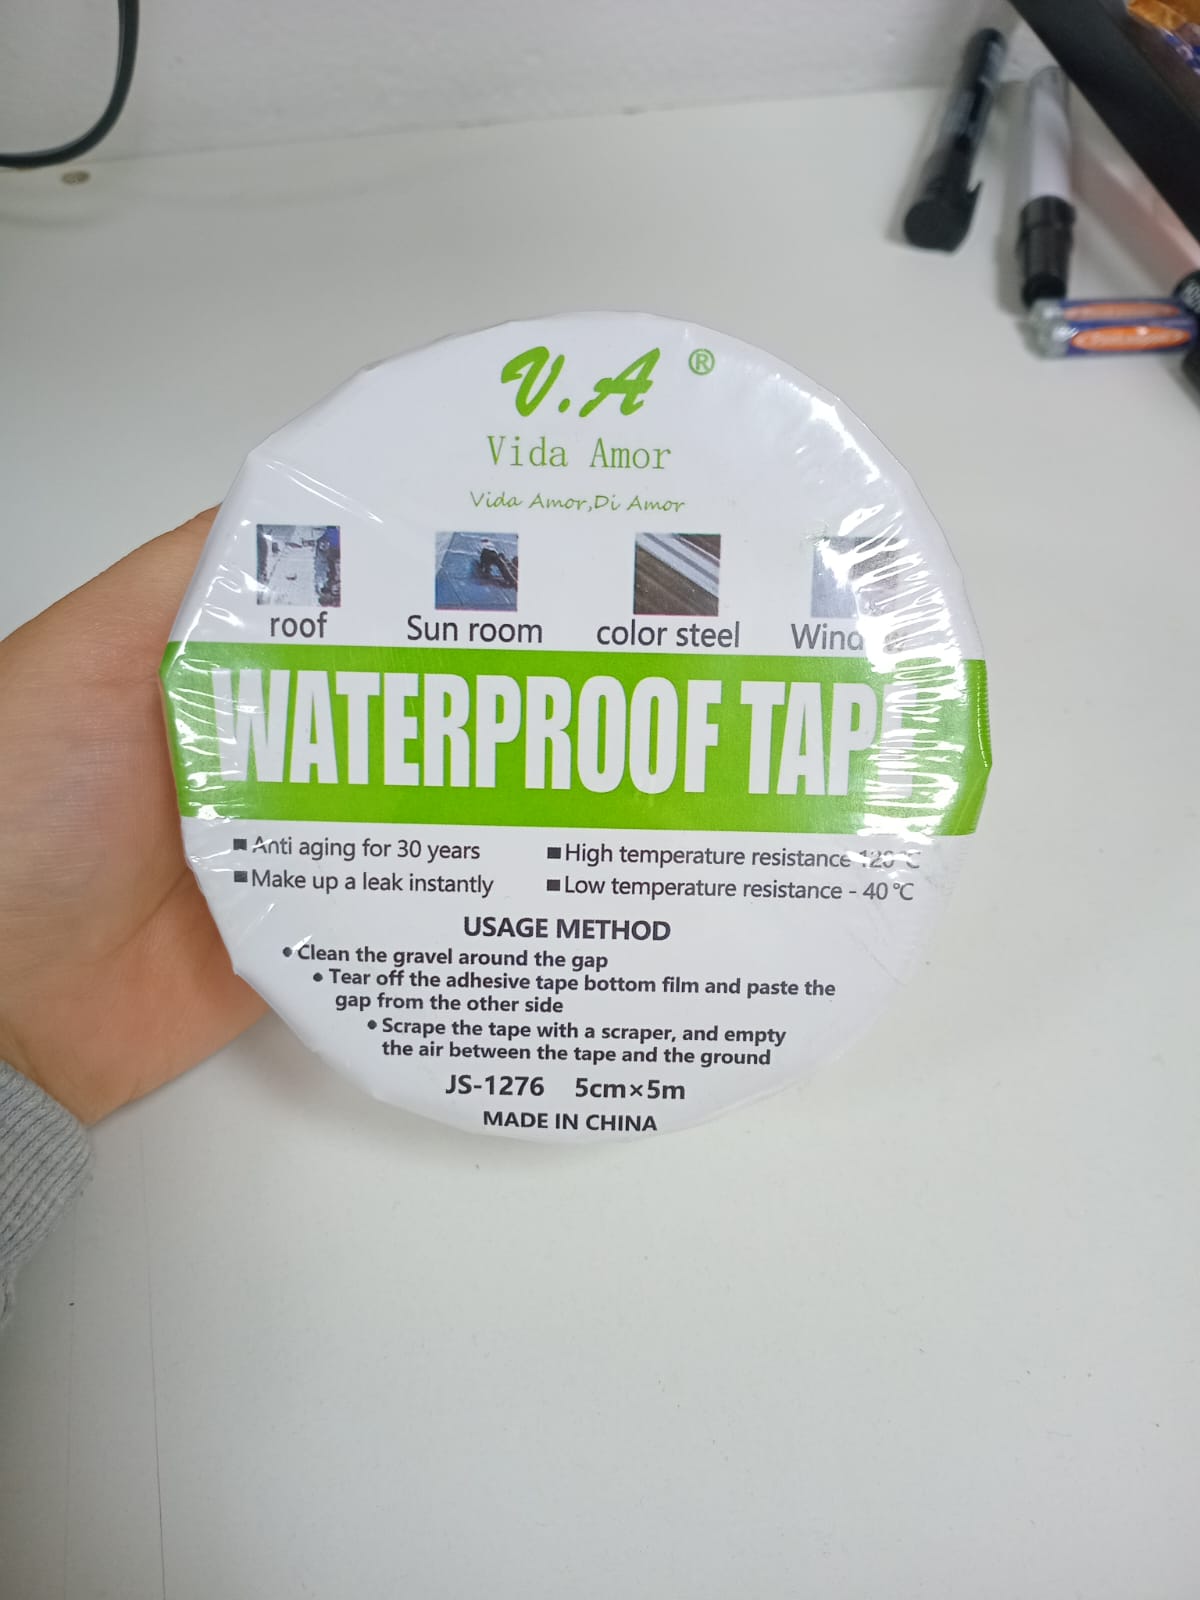 V.A ®
Vida Amor
Vida Amor,Di Amor
roof Sun room color steel
WATERPROOF TAPE
Anti aging for 30 years
High temperature resistance 120 ℃
Make up a leak instantly
Low temperature resistance - 40 ℃
USAGE METHOD
Clean the gravel around the gap
Tear off the adhesive tape bottom film and paste the
gap from the other side
Scrape the tape with a scraper, and empty
the air between the tape and the ground
JS-1276 5cm×5m
MADE IN CHINA